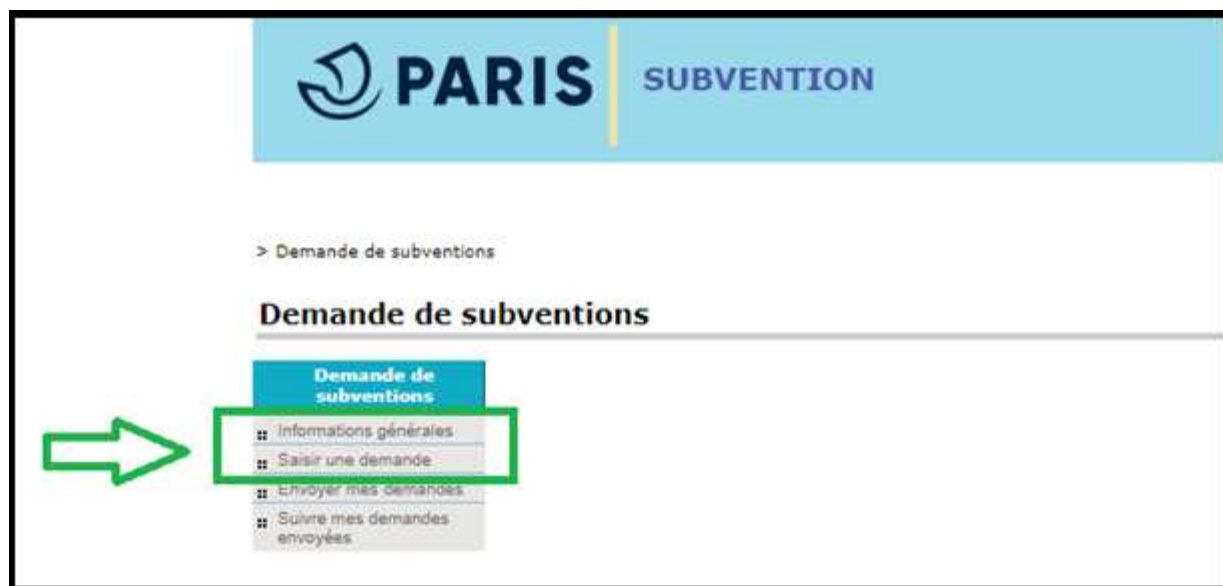 PARIS
SUBVENTION
> Demande de subventions
Demande de subventions
Demande de
subventions
Informations générales
Saisir une demande
Envoyer mes demandes
Suivre mes demandes
envoyées